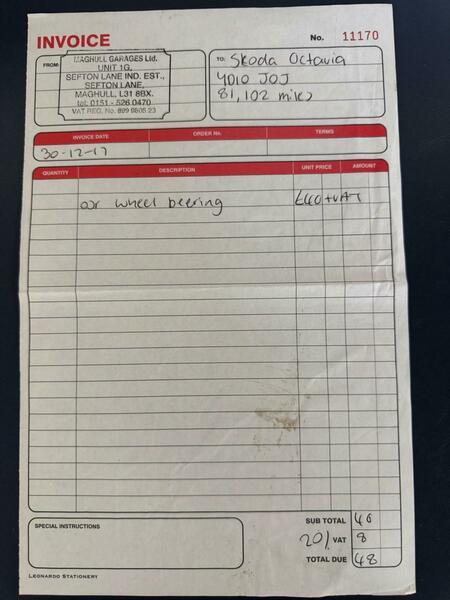 INVOICE
No. 11170
FROM:
MAGHULL GARAGES Ltd.
UNIT 1G,
SEFTON LANE IND. EST.,
SEFTON LANE,
MAGHULL, L31 8BX.
tel: 0151 - 526 0470
VAT REG. No. 899 9805 23
TO: Skoda Octavia
YD10 JOJ
81,102 miles
INVOICE DATE ORDER No. TERMS
30-12-17
QUANTITY DESCRIPTION UNIT PRICE AMOUNT
wheel beering £40 + VAT
SPECIAL INSTRUCTIONS
SUB TOTAL 40
20% VAT 8
TOTAL DUE 48
LEONARDO STATIONERY